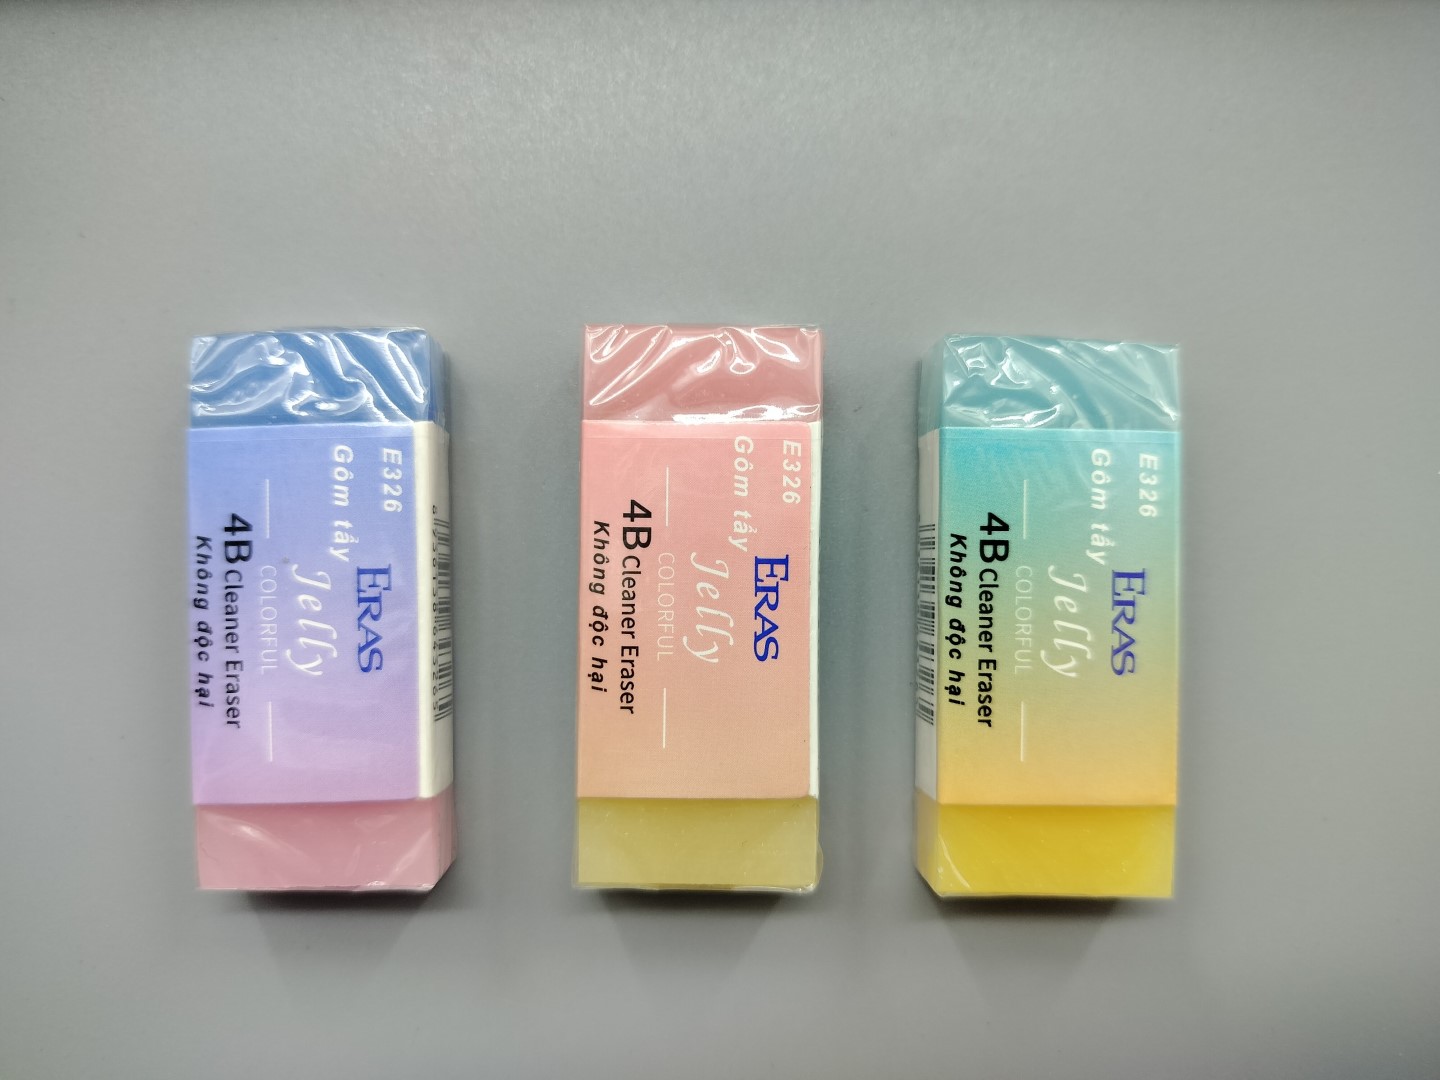 E326
Gôm tẩy
ERAS
Jelly
COLORFUL
4B Cleaner Eraser
Không độc hại
E326
Gôm tẩy
ERAS
Jelly
COLORFUL
4B Cleaner Eraser
Không độc hại
E326
Gôm tẩy
ERAS
Jelly
COLORFUL
4B Cleaner Eraser
Không độc hại